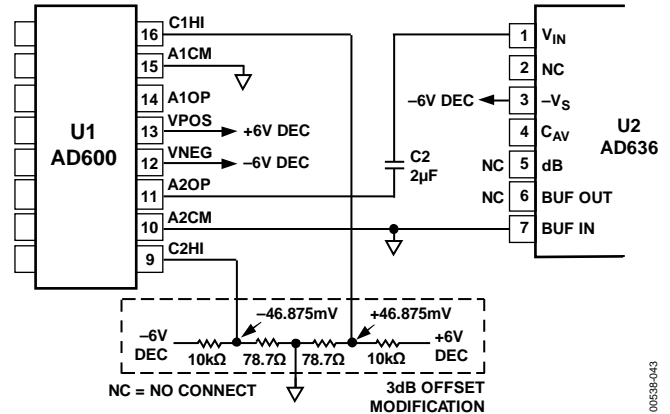 C1HI
16
A1CM
15
A1OP
14
VPOS
13
+6V DEC
VNEG
12
–6V DEC
A2OP
11
A2CM
10
C2HI
9
U1
AD600
C2
2µF
1 VIN
2 NC
–6V DEC
3 –VS
4 CAV
NC 5 dB
NC 6 BUF OUT
7 BUF IN
U2
AD636
–46.875mV
+46.875mV
–6V
DEC
10kΩ
78.7Ω
78.7Ω
10kΩ
+6V
DEC
NC = NO CONNECT
3dB OFFSET
MODIFICATION
00538-043